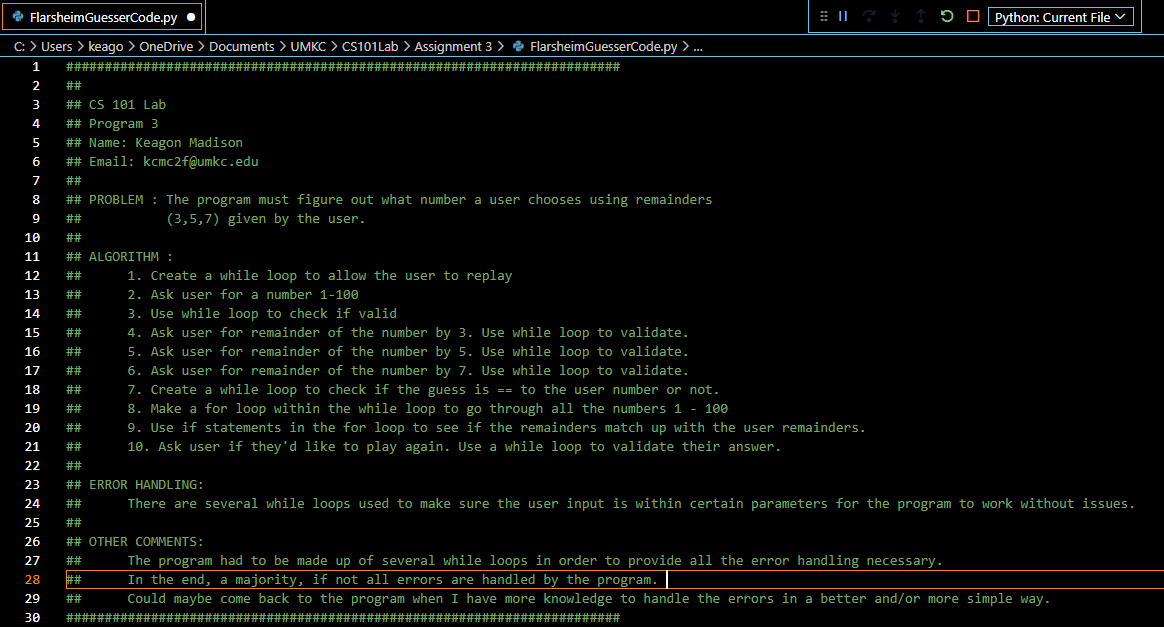 FlarsheimGuesserCode.py
Python: Current File
C: > Users > keago > OneDrive > Documents > UMKC > CS101Lab > Assignment 3 > FlarsheimGuesserCode.py > ...
1 ########################################################################
2 ##
3 ## CS 101 Lab
4 ## Program 3
5 ## Name: Keagon Madison
6 ## Email: kcmc2f@umkc.edu
7 ##
8 ## PROBLEM : The program must figure out what number a user chooses using remainders
9 ##           (3,5,7) given by the user.
10 ##
11 ## ALGORITHM :
12 ##      1. Create a while loop to allow the user to replay
13 ##      2. Ask user for a number 1-100
14 ##      3. Use while loop to check if valid
15 ##      4. Ask user for remainder of the number by 3. Use while loop to validate.
16 ##      5. Ask user for remainder of the number by 5. Use while loop to validate.
17 ##      6. Ask user for remainder of the number by 7. Use while loop to validate.
18 ##      7. Create a while loop to check if the guess is == to the user number or not.
19 ##      8. Make a for loop within the while loop to go through all the numbers 1 - 100
20 ##      9. Use if statements in the for loop to see if the remainders match up with the user remainders.
21 ##      10. Ask user if they'd like to play again. Use a while loop to validate their answer.
22 ##
23 ## ERROR HANDLING:
24 ##      There are several while loops used to make sure the user input is within certain parameters for the program to work without issues.
25 ##
26 ## OTHER COMMENTS:
27 ##      The program had to be made up of several while loops in order to provide all the error handling necessary.
28 ##      In the end, a majority, if not all errors are handled by the program.
29 ##      Could maybe come back to the program when I have more knowledge to handle the errors in a better and/or more simple way.
30 ########################################################################